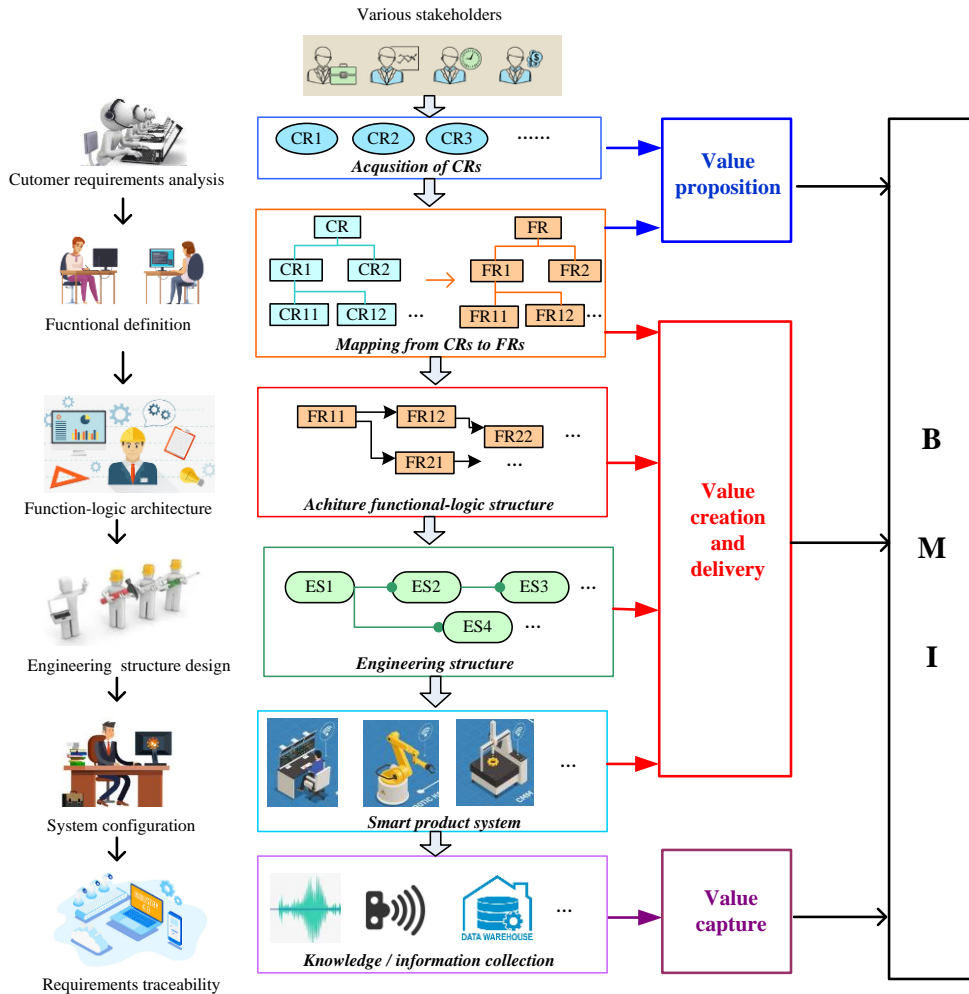 Various stakeholders
CR1
CR2
CR3
......
Acqusition of CRs
Cutomer requirements analysis
Value
proposition
CR
CR1
CR2
CR11
CR12
...
FR
FR1
FR2
FR11
FR12
...
Mapping from CRs to FRs
Fucntional definition
FR11
FR12
FR22
...
FR21
...
Achiture functional-logic structure
Function-logic architecture
Value
creation
and
delivery
B
M
I
ES1
ES2
ES3
...
ES4
...
Engineering structure
Engineering structure design
CMM
...
Smart product system
System configuration
DATA WAREHOUSE
...
Knowledge / information collection
Value
capture
Requirements traceability